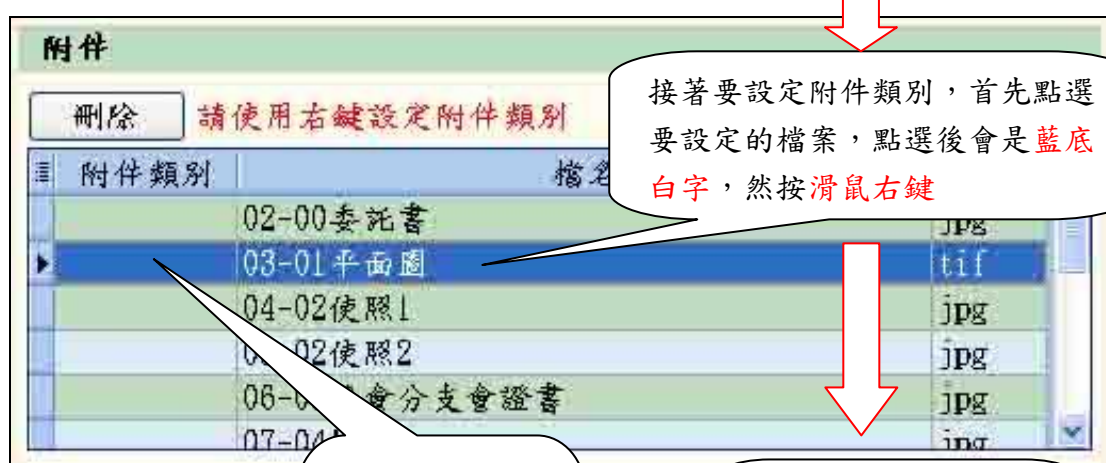 附件
刪除 請使用右鍵設定附件類別
接著要設定附件類別，首先點選
要設定的檔案，點選後會是藍底
白字，然按滑鼠右鍵
附件類別 檔名
02-00委託書 jpg
03-01平面圖 tif
04-02使照1 jpg
02使照2 jpg
06-0 會分支會證書 jpg
07-04 jpg